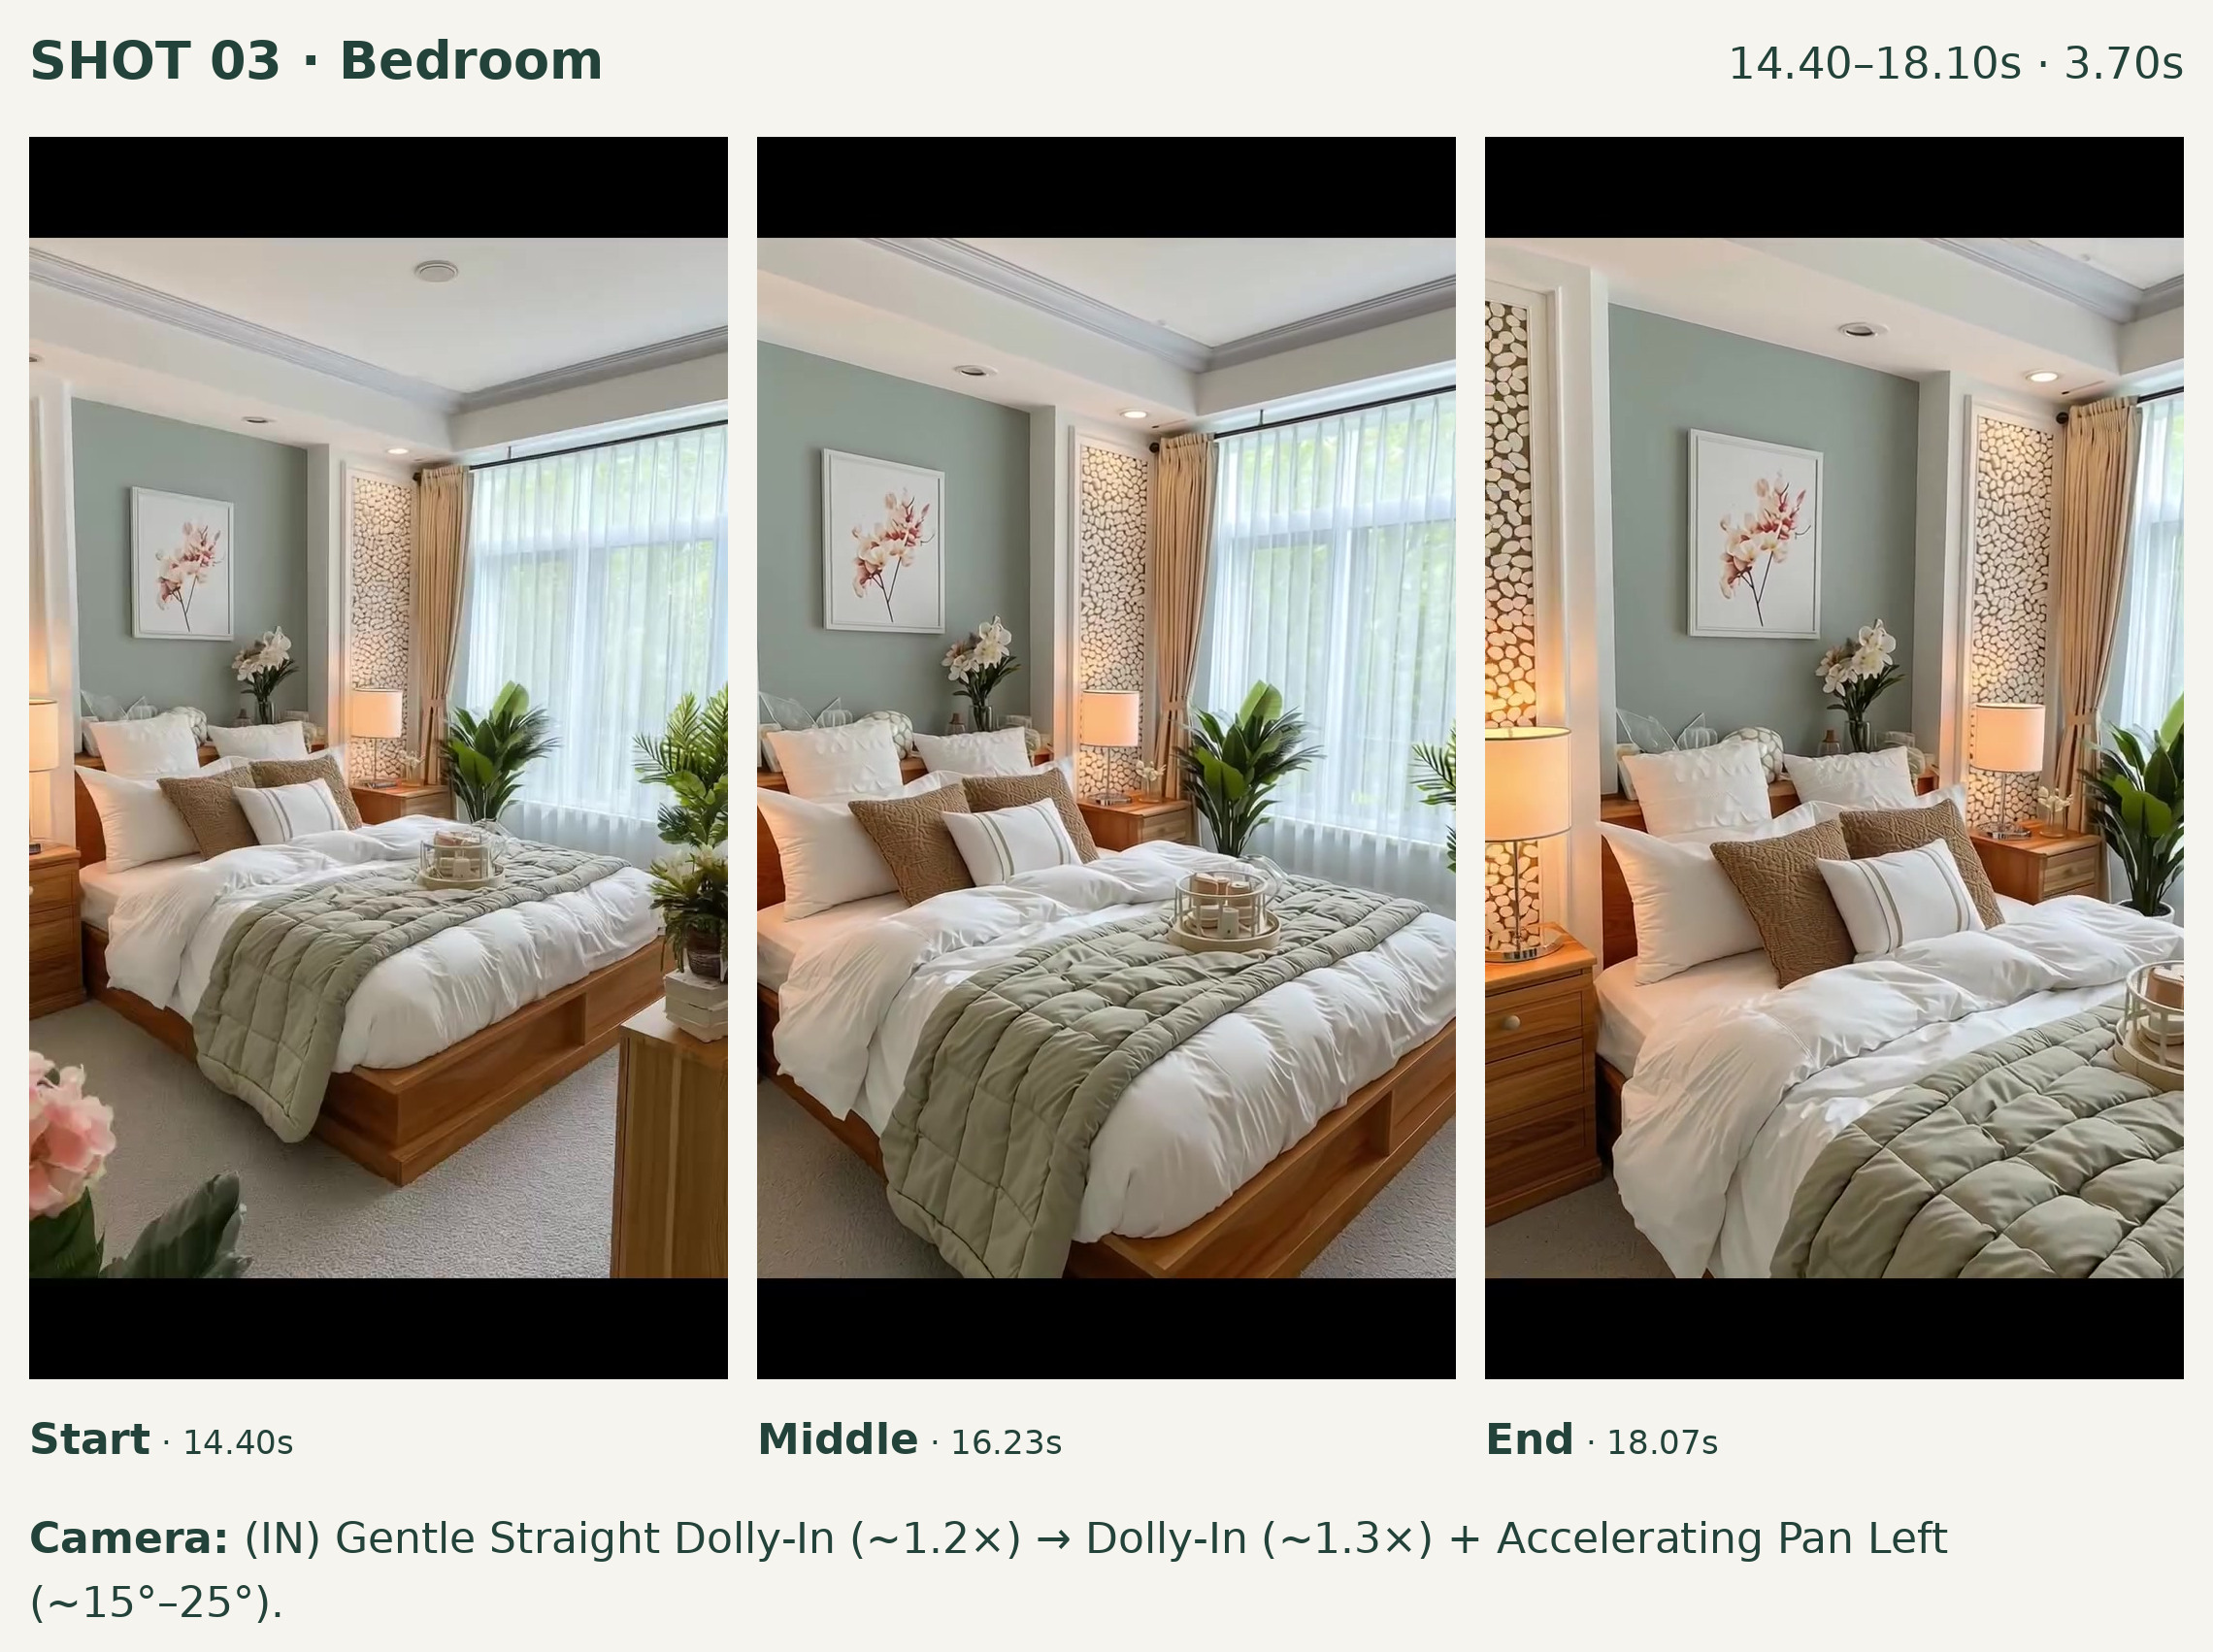 SHOT 03 · Bedroom
14.40–18.10s · 3.70s
Start · 14.40s
Middle · 16.23s
End · 18.07s
Camera: (IN) Gentle Straight Dolly-In (~1.2×) → Dolly-In (~1.3×) + Accelerating Pan Left
(~15°–25°).